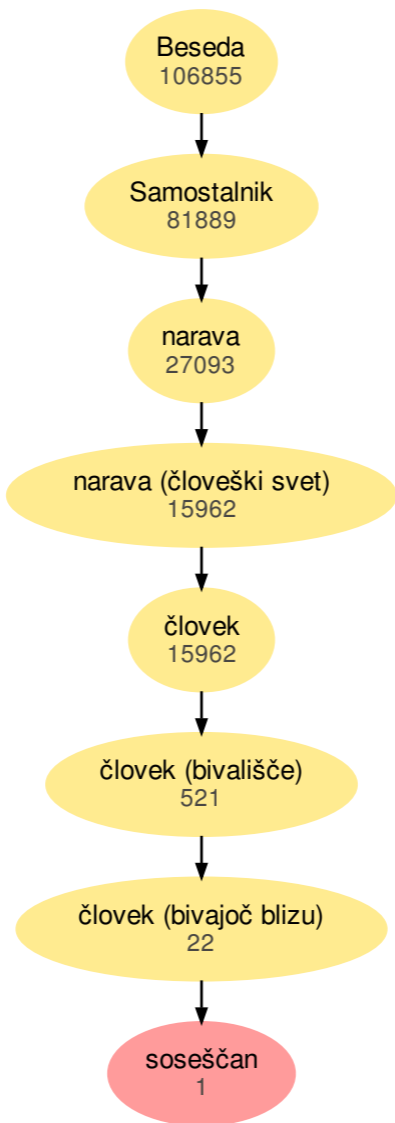 Beseda
106855
Samostalnik
81889
narava
27093
narava (človeški svet)
15962
človek
15962
človek (bivališče)
521
človek (bivajoč blizu)
22
soseščan
1